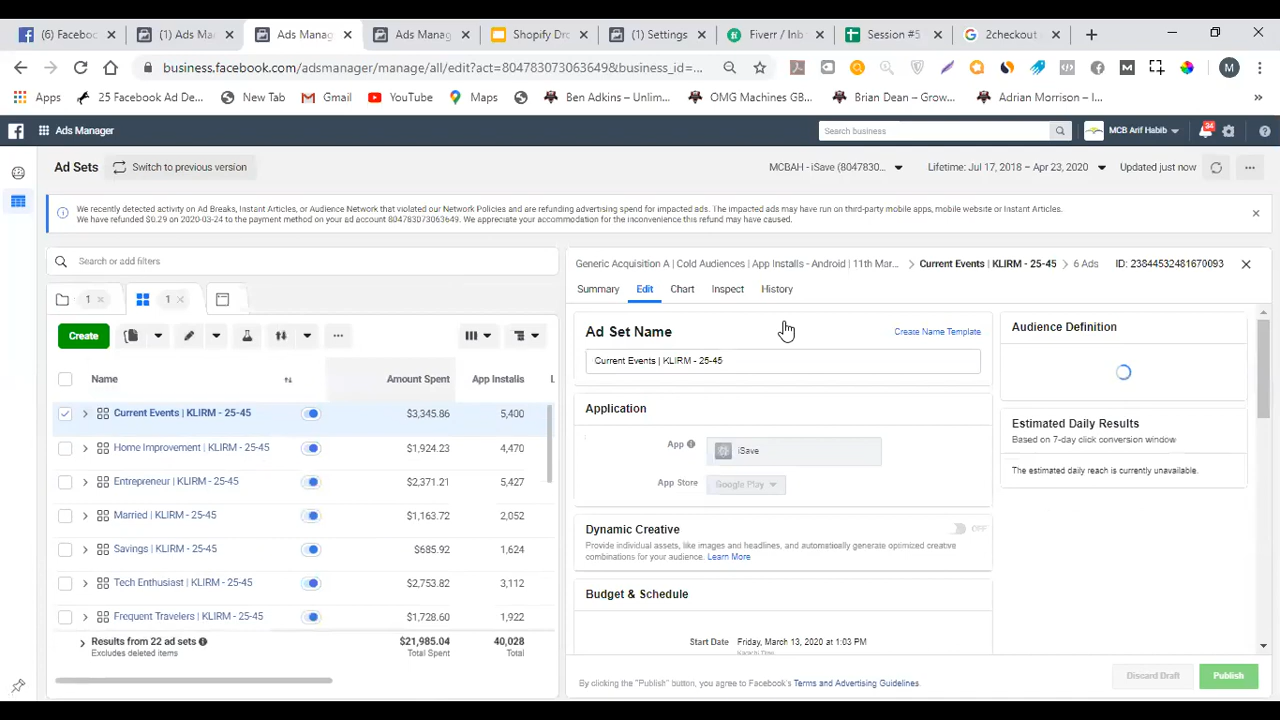 (6) Faceboo
(1) Ads Ma
Ads Manag
Ads Manag
Shopify Dro
(1) Settings
Fiverr / Inb
Session #5
2checkout a
business.facebook.com/adsmanager/manage/all/edit?act=804783073063649&business_id=...
M
Apps
25 Facebook Ad De...
New Tab
Gmail
YouTube
Maps
Ben Adkins – Unlim...
OMG Machines GB...
Brian Dean – Grow...
Adrian Morrison – I...
Ads Manager
Search business
MCB Arif Habib
34
Ad Sets
Switch to previous version
MCBAH - iSave (8047830...
Lifetime: Jul 17, 2018 – Apr 23, 2020
Updated just now
We recently detected activity on Ad Breaks, Instant Articles, or Audience Network that violated our Network Policies and are refunding advertising spend for impacted ads. The impacted ads may have run on third-party mobile apps, mobile website or Instant Articles.
We have refunded $0.29 on 2020-03-24 to the payment method on your ad account 804783073063649. We appreciate your accommodation for the inconvenience this refund may have caused.
Search or add filters
1
1
Create
Name
Amount Spent
App Installs
L
Current Events | KLIRM - 25-45
$3,345.86
5,400
Home Improvement | KLIRM - 25-45
$1,924.23
4,470
Entrepreneur | KLIRM - 25-45
$2,371.21
5,427
Married | KLIRM - 25-45
$1,163.72
2,052
Savings | KLIRM - 25-45
$685.92
1,624
Tech Enthusiast | KLIRM - 25-45
$2,753.82
3,112
Frequent Travelers | KLIRM - 25-45
$1,728.60
1,922
Results from 22 ad sets
$21,985.04
40,028
Excludes deleted items
Total Spent
Total
Generic Acquisition A | Cold Audiences | App Installs - Android | 11th Mar...
Current Events | KLIRM - 25-45
6 Ads
ID: 23844532481670093
Summary
Edit
Chart
Inspect
History
Ad Set Name
Create Name Template
Current Events | KLIRM - 25-45
Application
App
iSave
App Store
Google Play
Dynamic Creative
OFF
Provide individual assets, like images and headlines, and automatically generate optimized creative
combinations for your audience. Learn More
Budget & Schedule
Start Date
Friday, March 13, 2020 at 1:03 PM
Audience Definition
Estimated Daily Results
Based on 7-day click conversion window
The estimated daily reach is currently unavailable.
By clicking the "Publish" button, you agree to Facebook's Terms and Advertising Guidelines.
Discard Draft
Publish